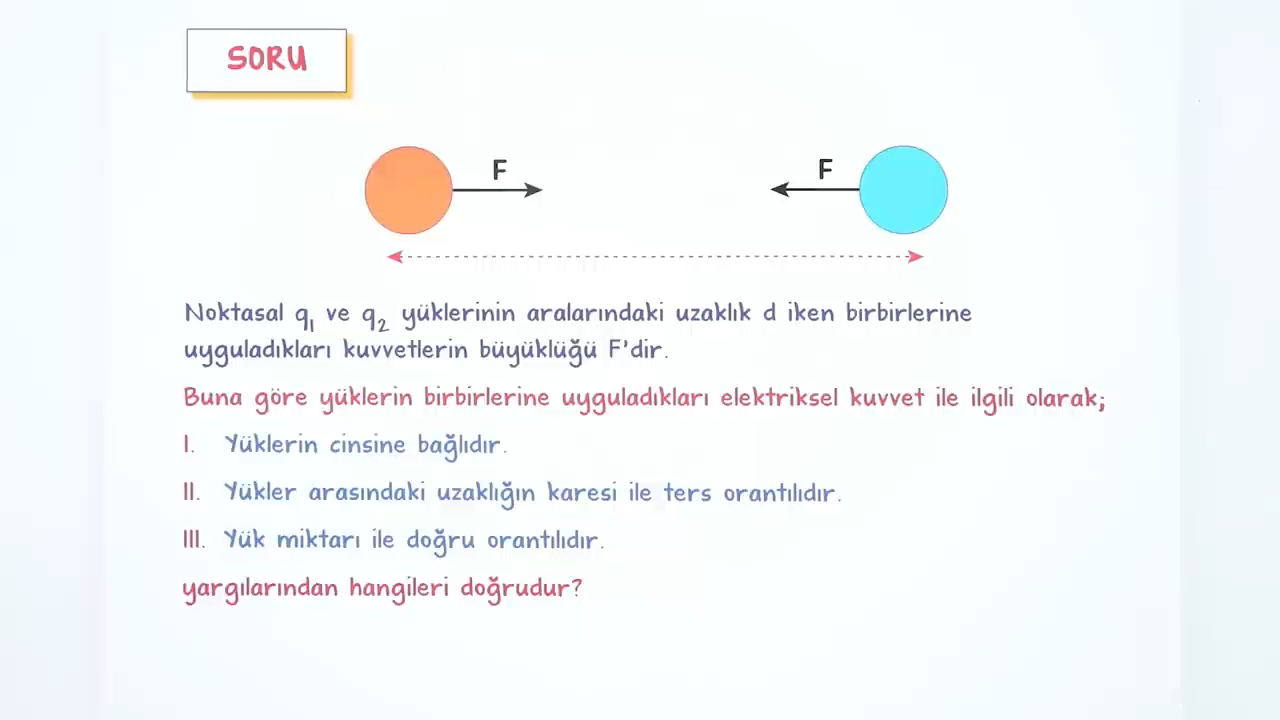 SORU
F F
Noktasal q₁ ve q₂ yüklerinin aralarındaki uzaklık d iken birbirlerine
uyguladıkları kuvvetlerin büyüklüğü F'dir.
Buna göre yüklerin birbirlerine uyguladıkları elektriksel kuvvet ile ilgili olarak;
I. Yüklerin cinsine bağlıdır.
II. Yükler arasındaki uzaklığın karesi ile ters orantılıdır.
III. Yük miktarı ile doğru orantılıdır.
yargılarından hangileri doğrudur?